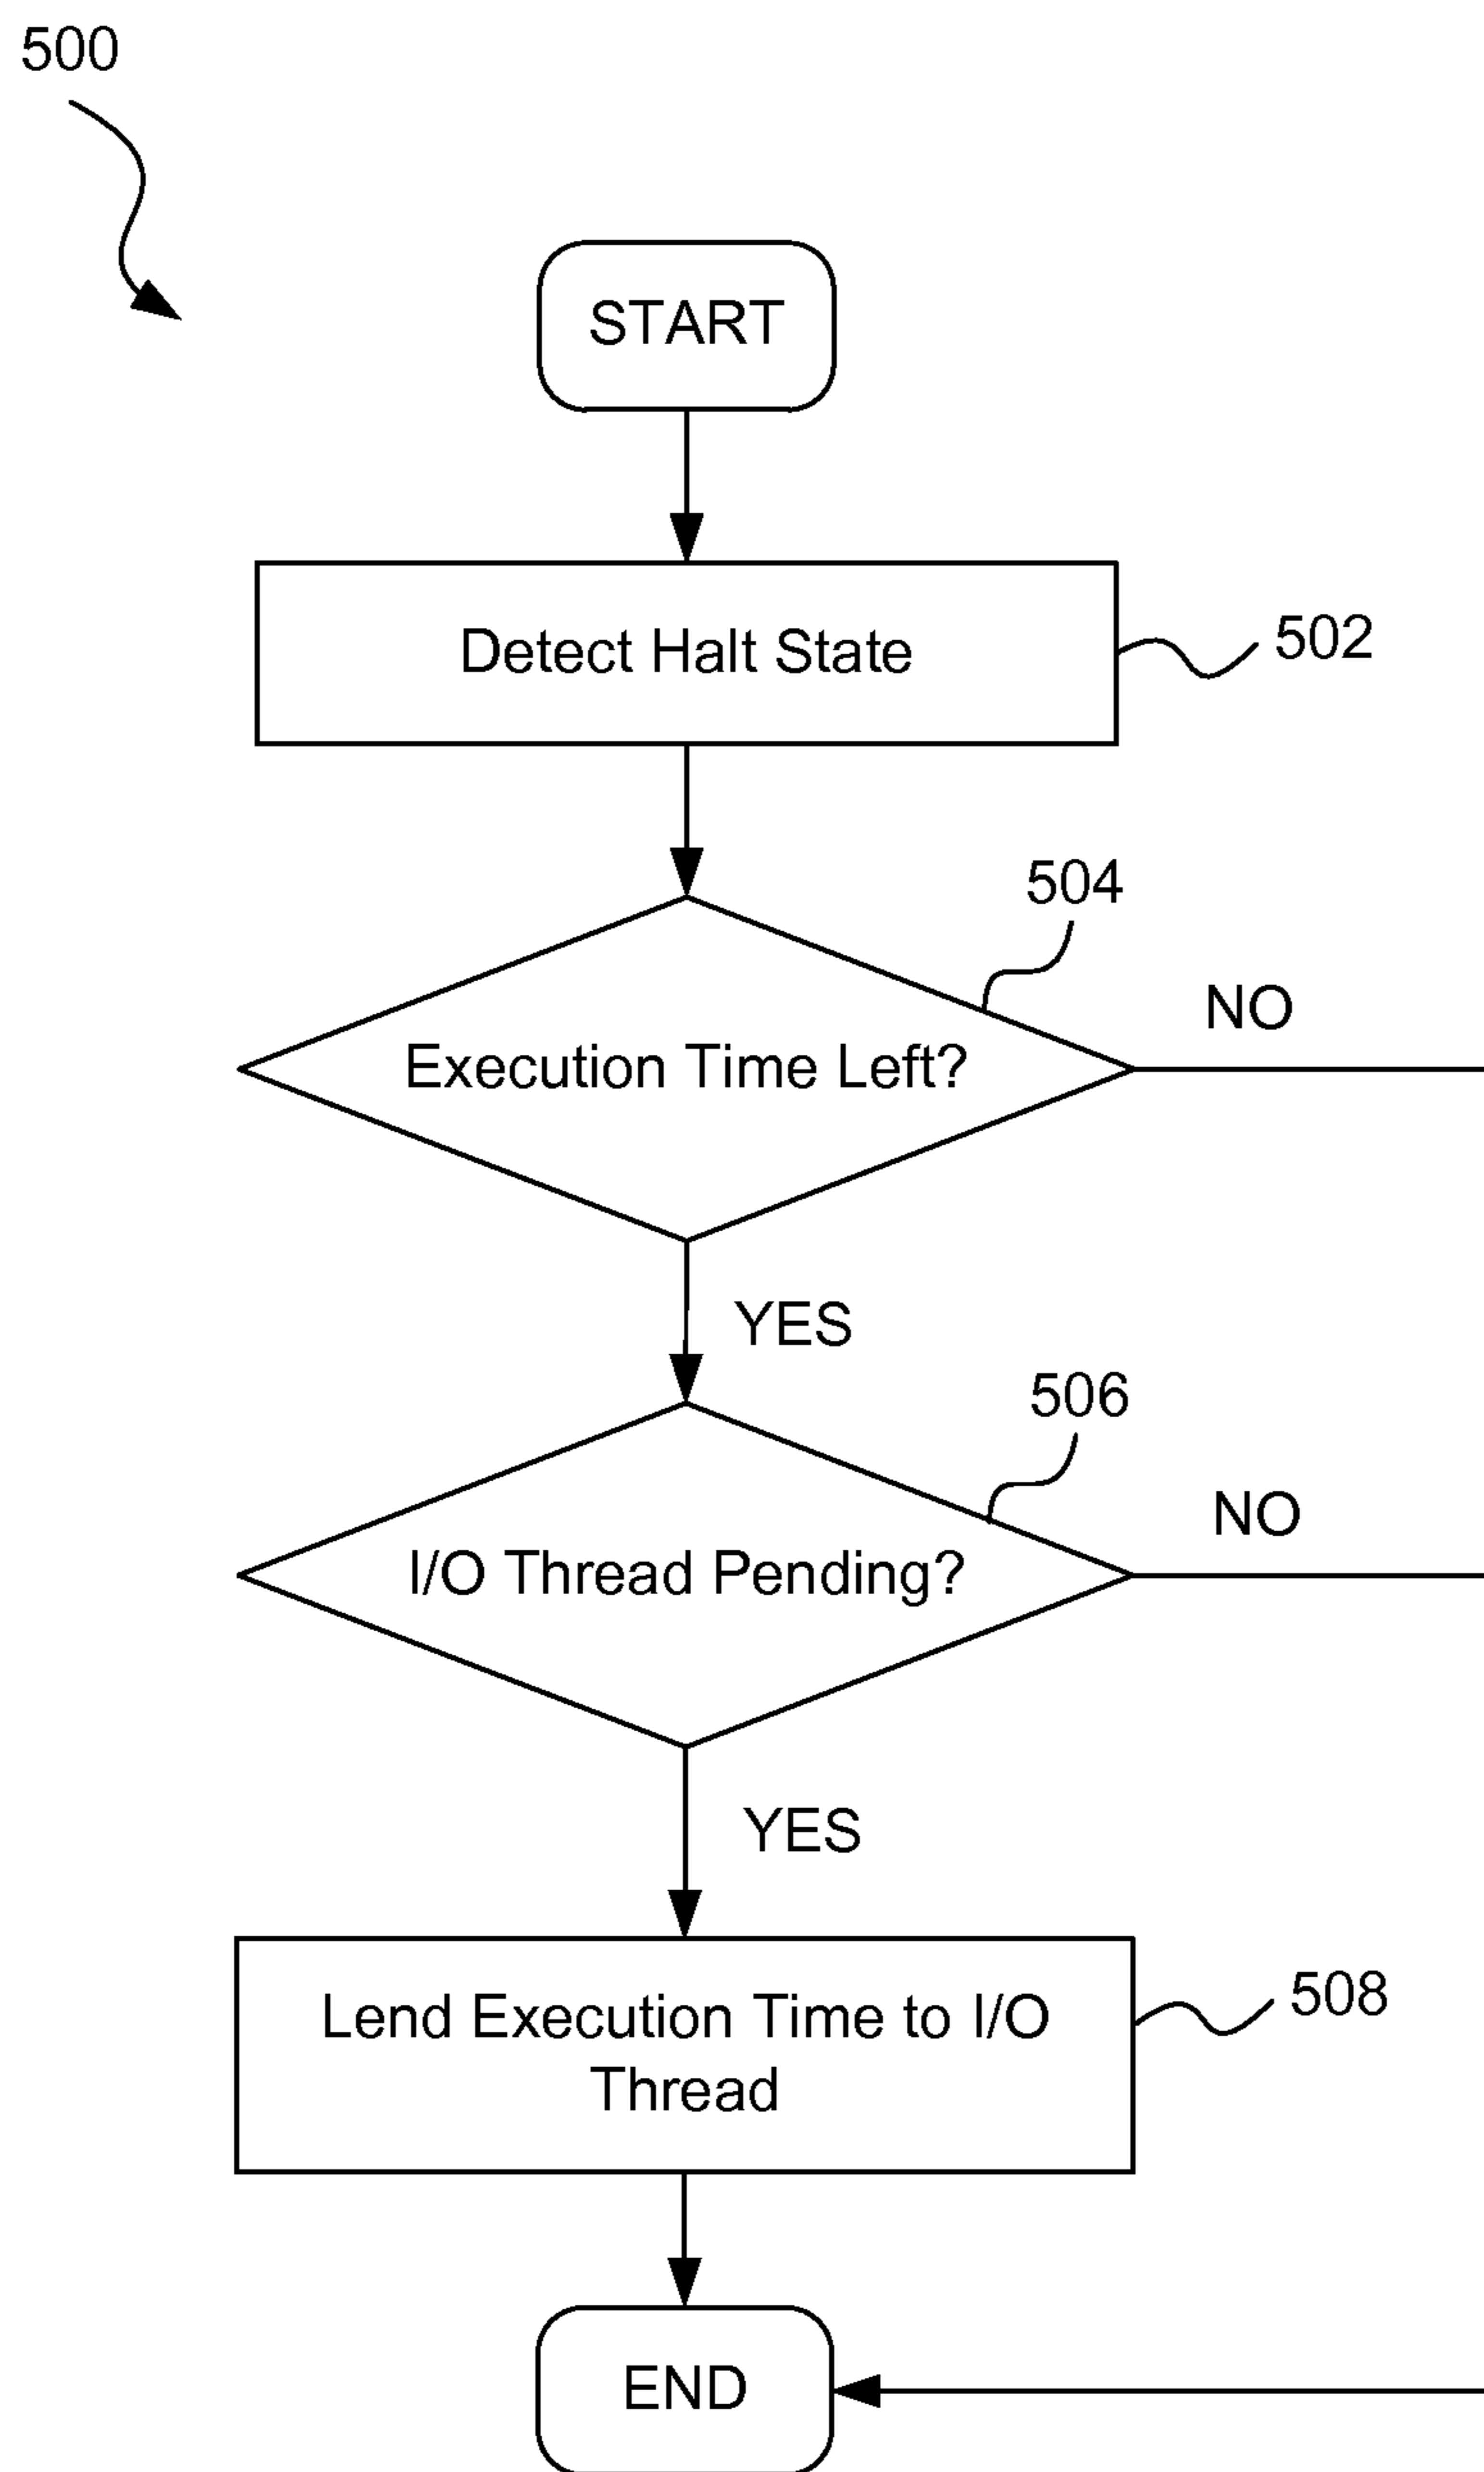 500
START
Detect Halt State
502
504
Execution Time Left?
NO
YES
506
I/O Thread Pending?
NO
YES
Lend Execution Time to I/O
Thread
508
END